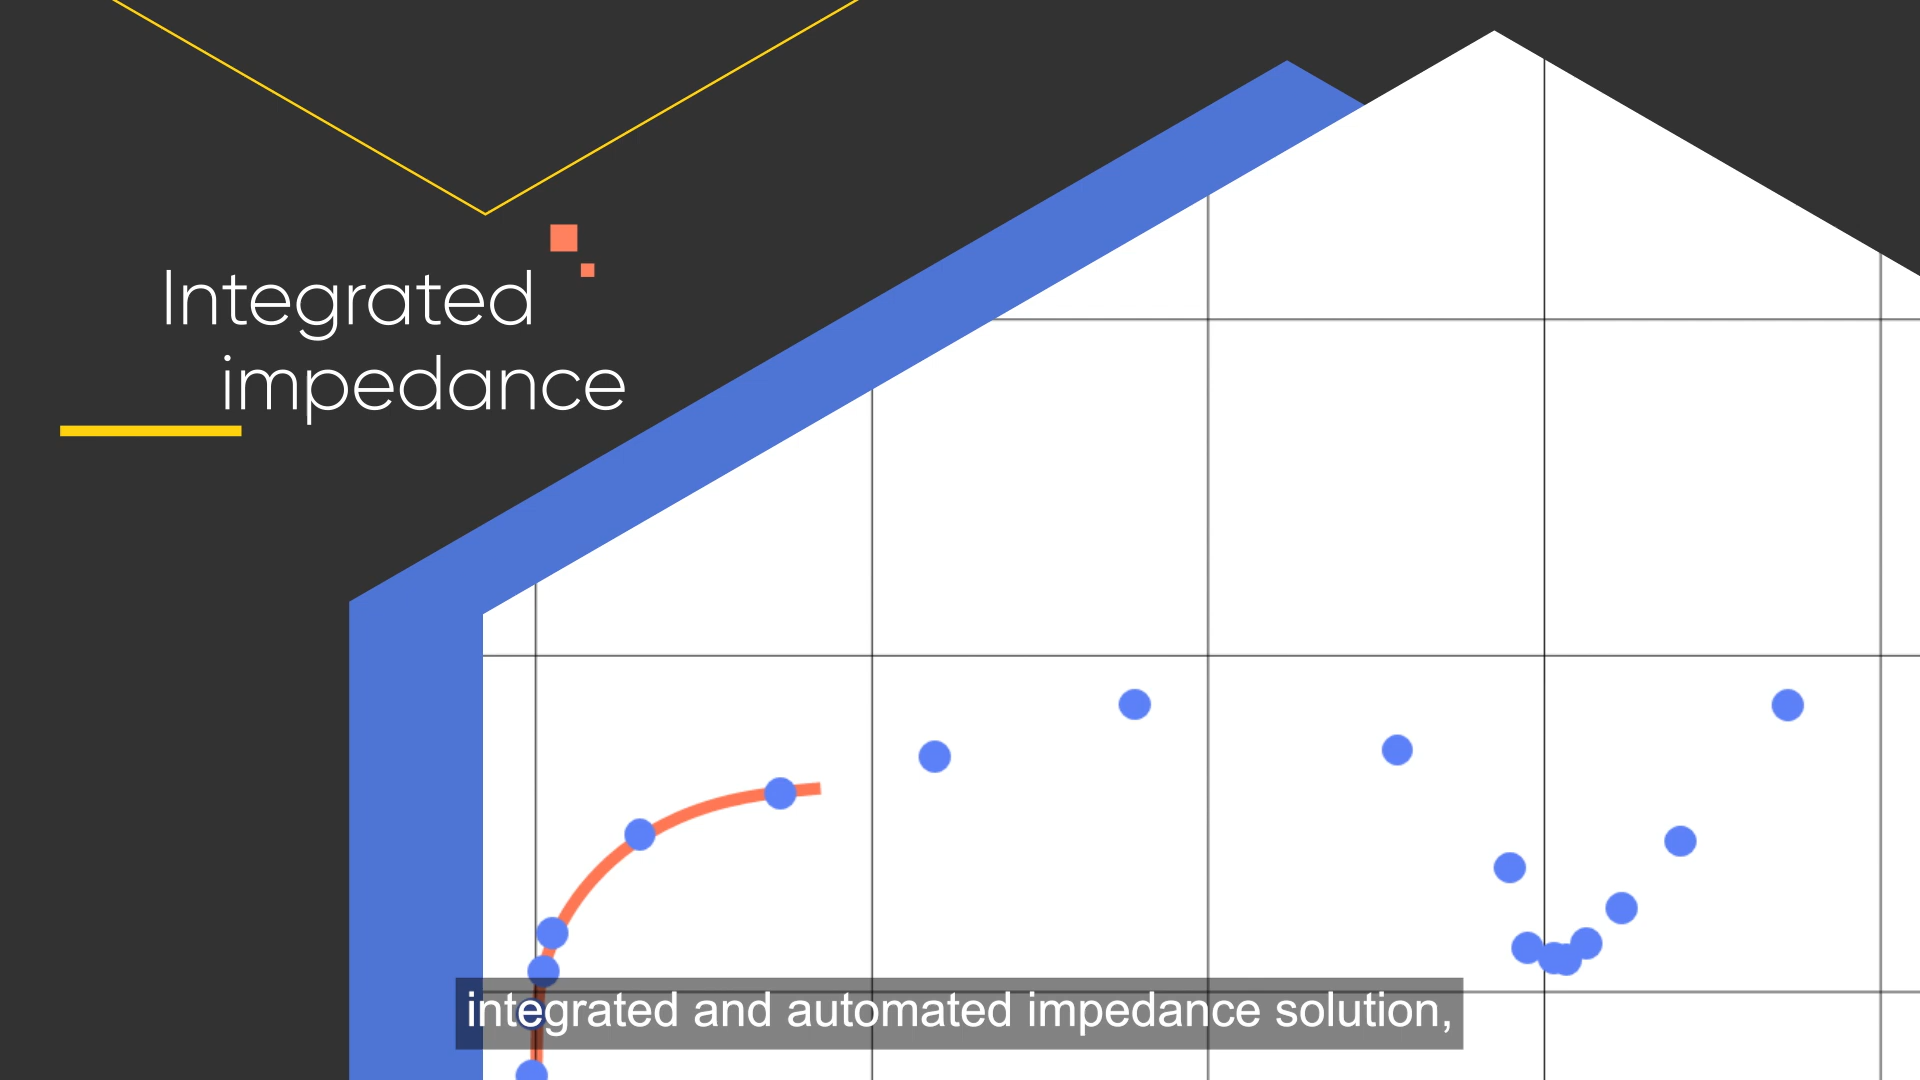 Integrated
impedance
integrated and automated impedance solution,